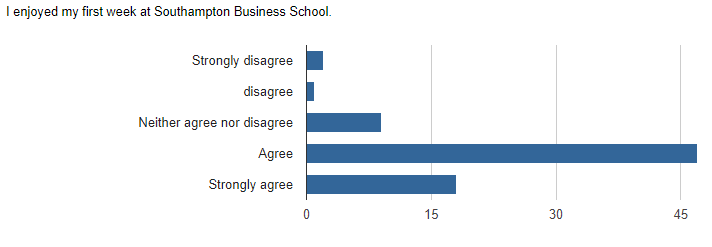 I enjoyed my first week at Southampton Business School.
Strongly disagree
disagree
Neither agree nor disagree
Agree
Strongly agree
0 15 30 45